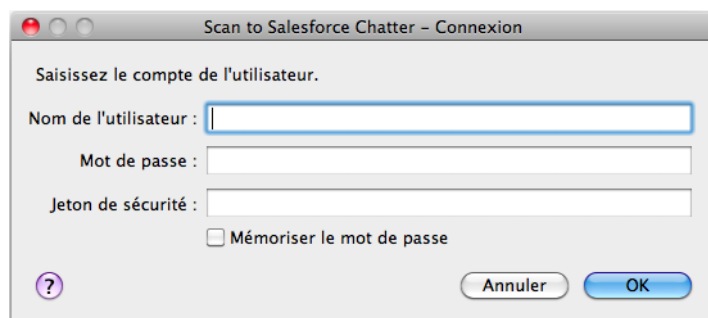 Scan to Salesforce Chatter – Connexion
Saisissez le compte de l'utilisateur.
Nom de l'utilisateur :
Mot de passe :
Jeton de sécurité :
Mémoriser le mot de passe
? Annuler OK